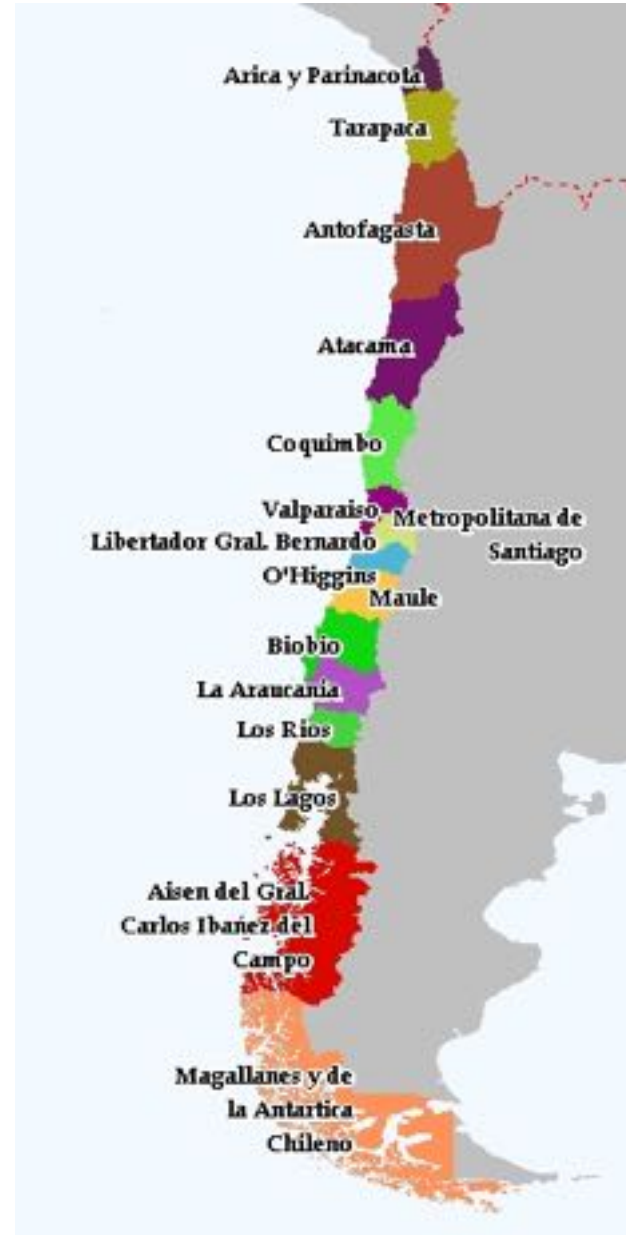 Arica y Parinacota
Tarapaca
Antofagasta
Atacama
Coquimbo
Valparaiso
Metropolitana de
Santiago
Libertador Gral. Bernardo
O'Higgins
Maule
Biobio
La Araucania
Los Rios
Los Lagos
Aisen del Gral.
Carlos Ibañez del
Campo
Magallanes y de
la Antartica
Chileno